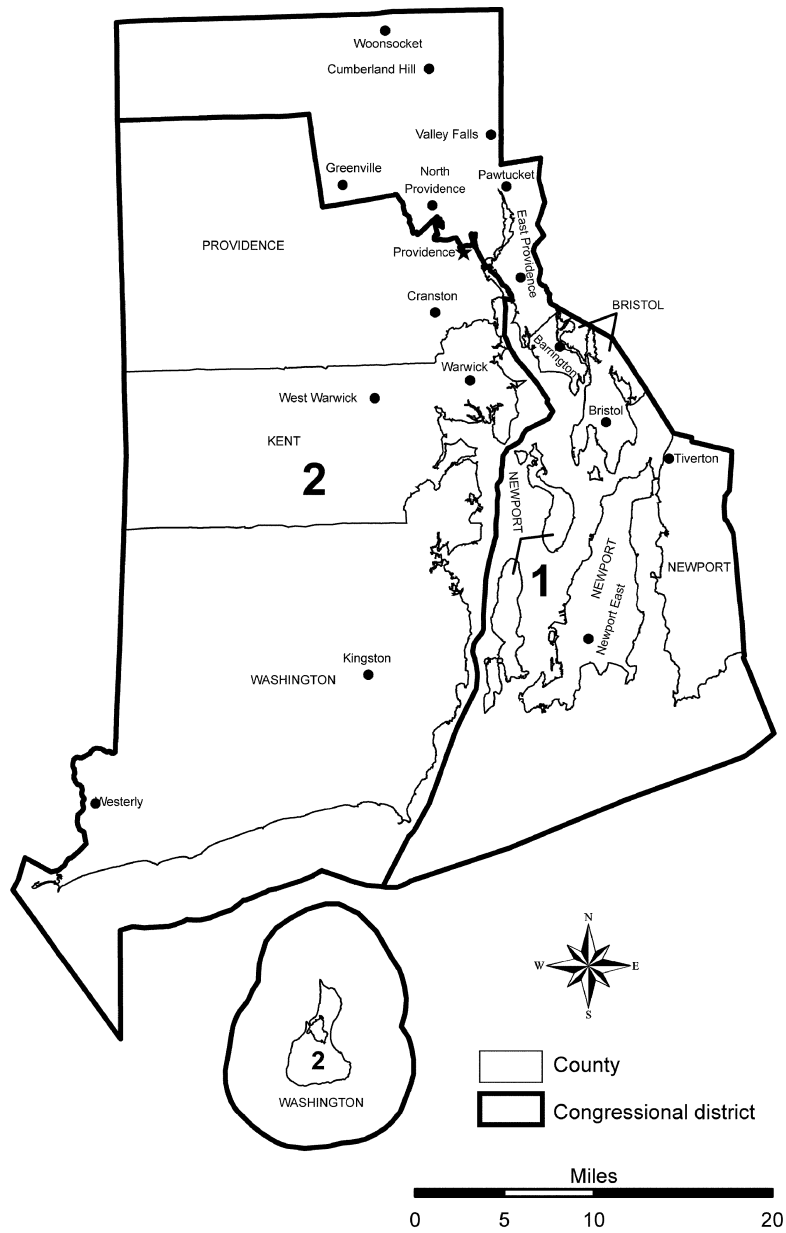 Woonsocket
Cumberland Hill
Valley Falls
Greenville
North
Providence
Pawtucket
East Providence
PROVIDENCE
Providence
Cranston
BRISTOL
Barrington
Warwick
West Warwick
Bristol
KENT
2
Tiverton
NEWPORT
1
NEWPORT
NEWPORT
Newport East
Kingston
WASHINGTON
Westerly
N
W
E
S
2
WASHINGTON
County
Congressional district
Miles
0 5 10 20